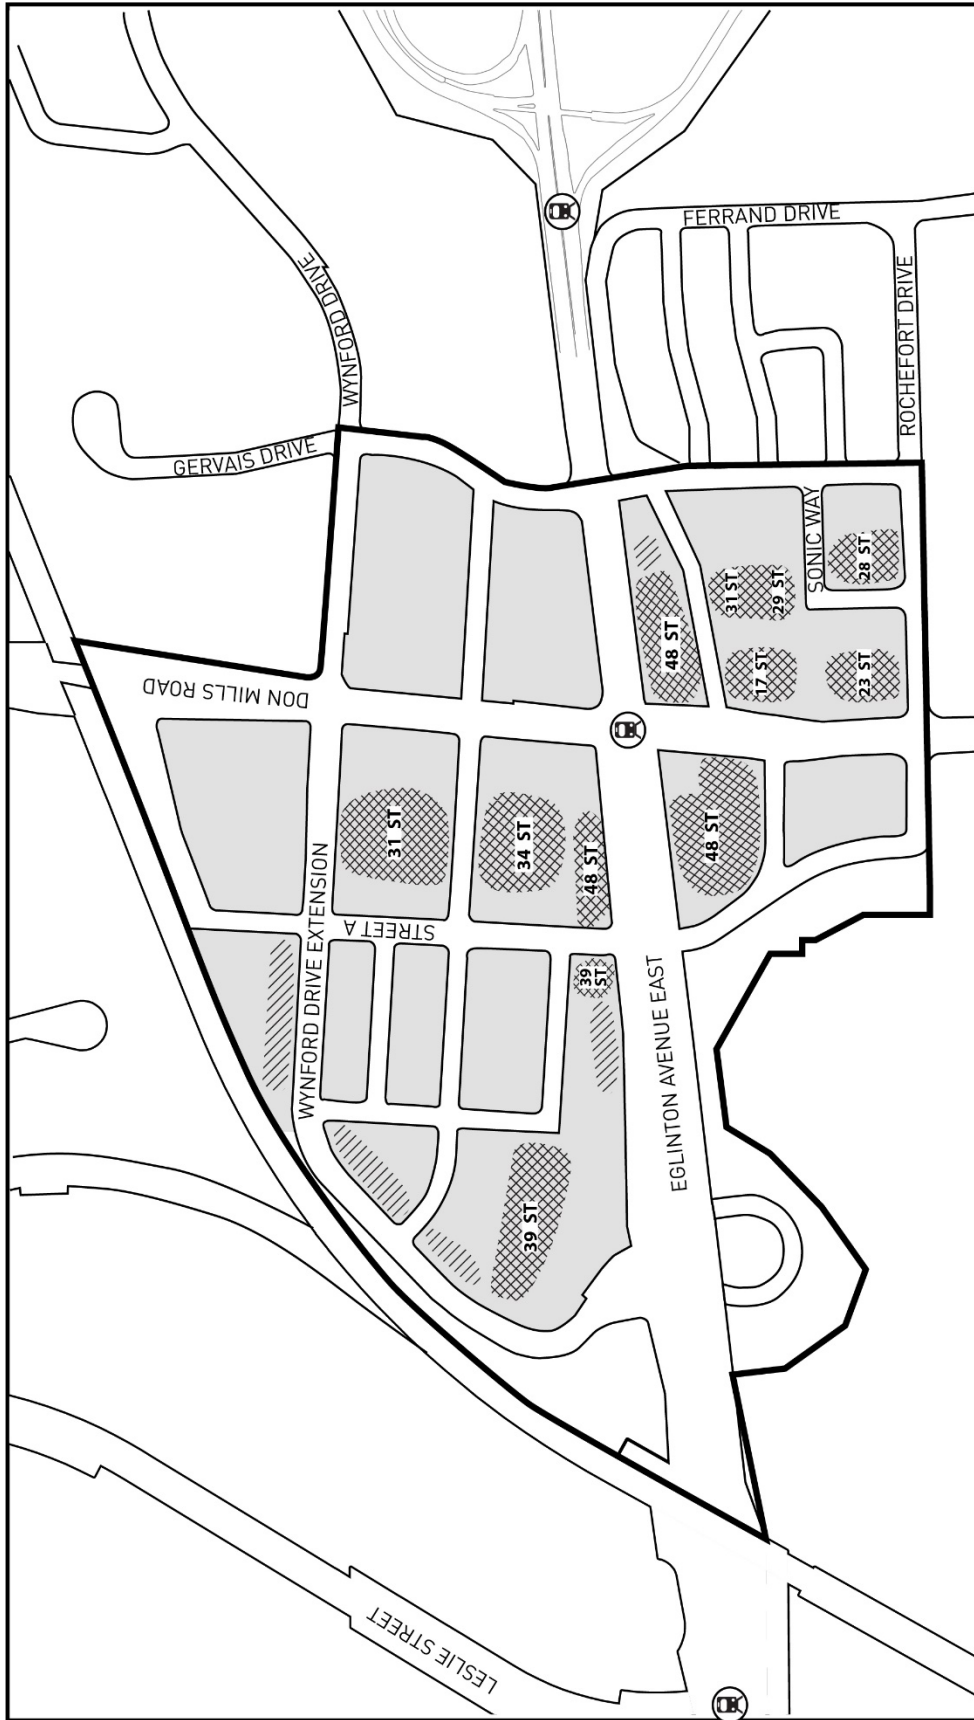 FERRAND DRIVE
ROCHEFORT DRIVE
WYNFORD DRIVE
GERVAIS DRIVE
SONIC WAY
28 ST
31 ST
29 ST
48 ST
17 ST
23 ST
DON MILLS ROAD
31 ST
34 ST
48 ST
48 ST
WYNFORD DRIVE EXTENSION
STREET A
39
ST
EGLINTON AVENUE EAST
39 ST
LESLIE STREET